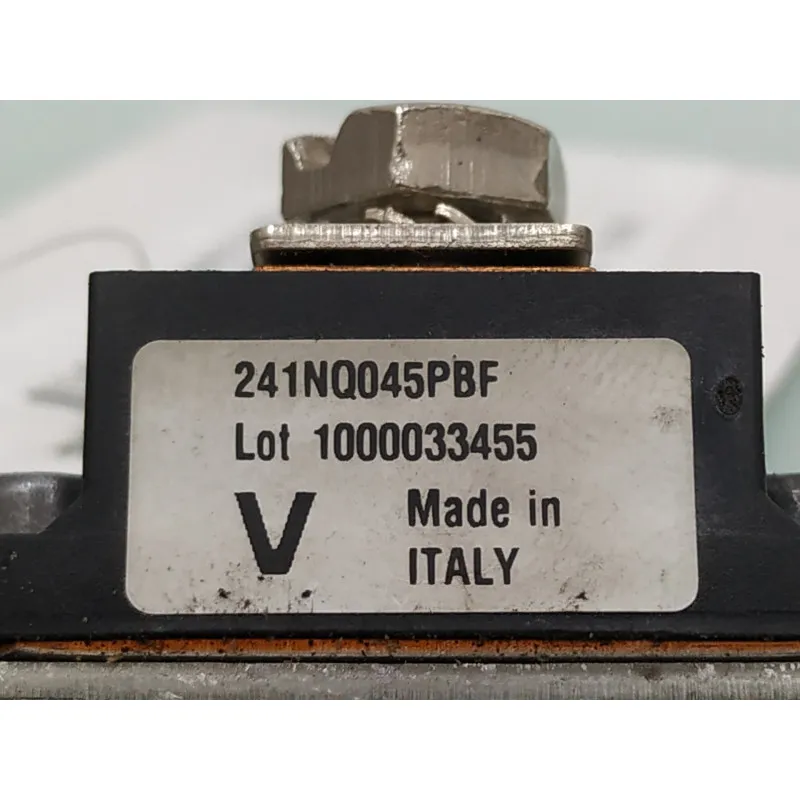 241NQ045PBF
Lot 1000033455
V Made in
ITALY